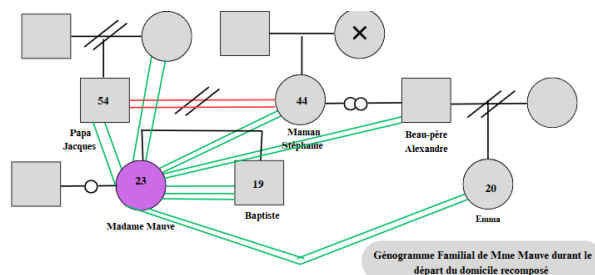 54
44
Papa
Jacques
Maman
Stéphanie
Beau-père
Alexandre
23
19
20
Madame Mauve
Baptiste
Emma
Génogramme Familial de Mme Mauve durant le
départ du domicile recomposé